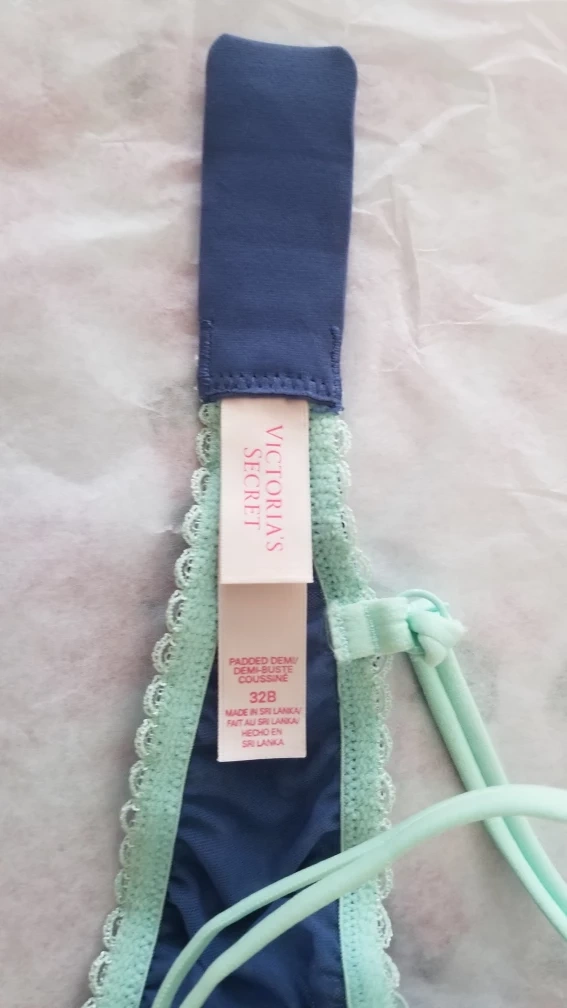 VICTORIA'S
SECRET
PADDED DEMI/
DEMI-BUSTE
COUSSINÉ
32B
MADE IN SRI LANKA/
FAIT AU SRI LANKA/
HECHO EN
SRI LANKA